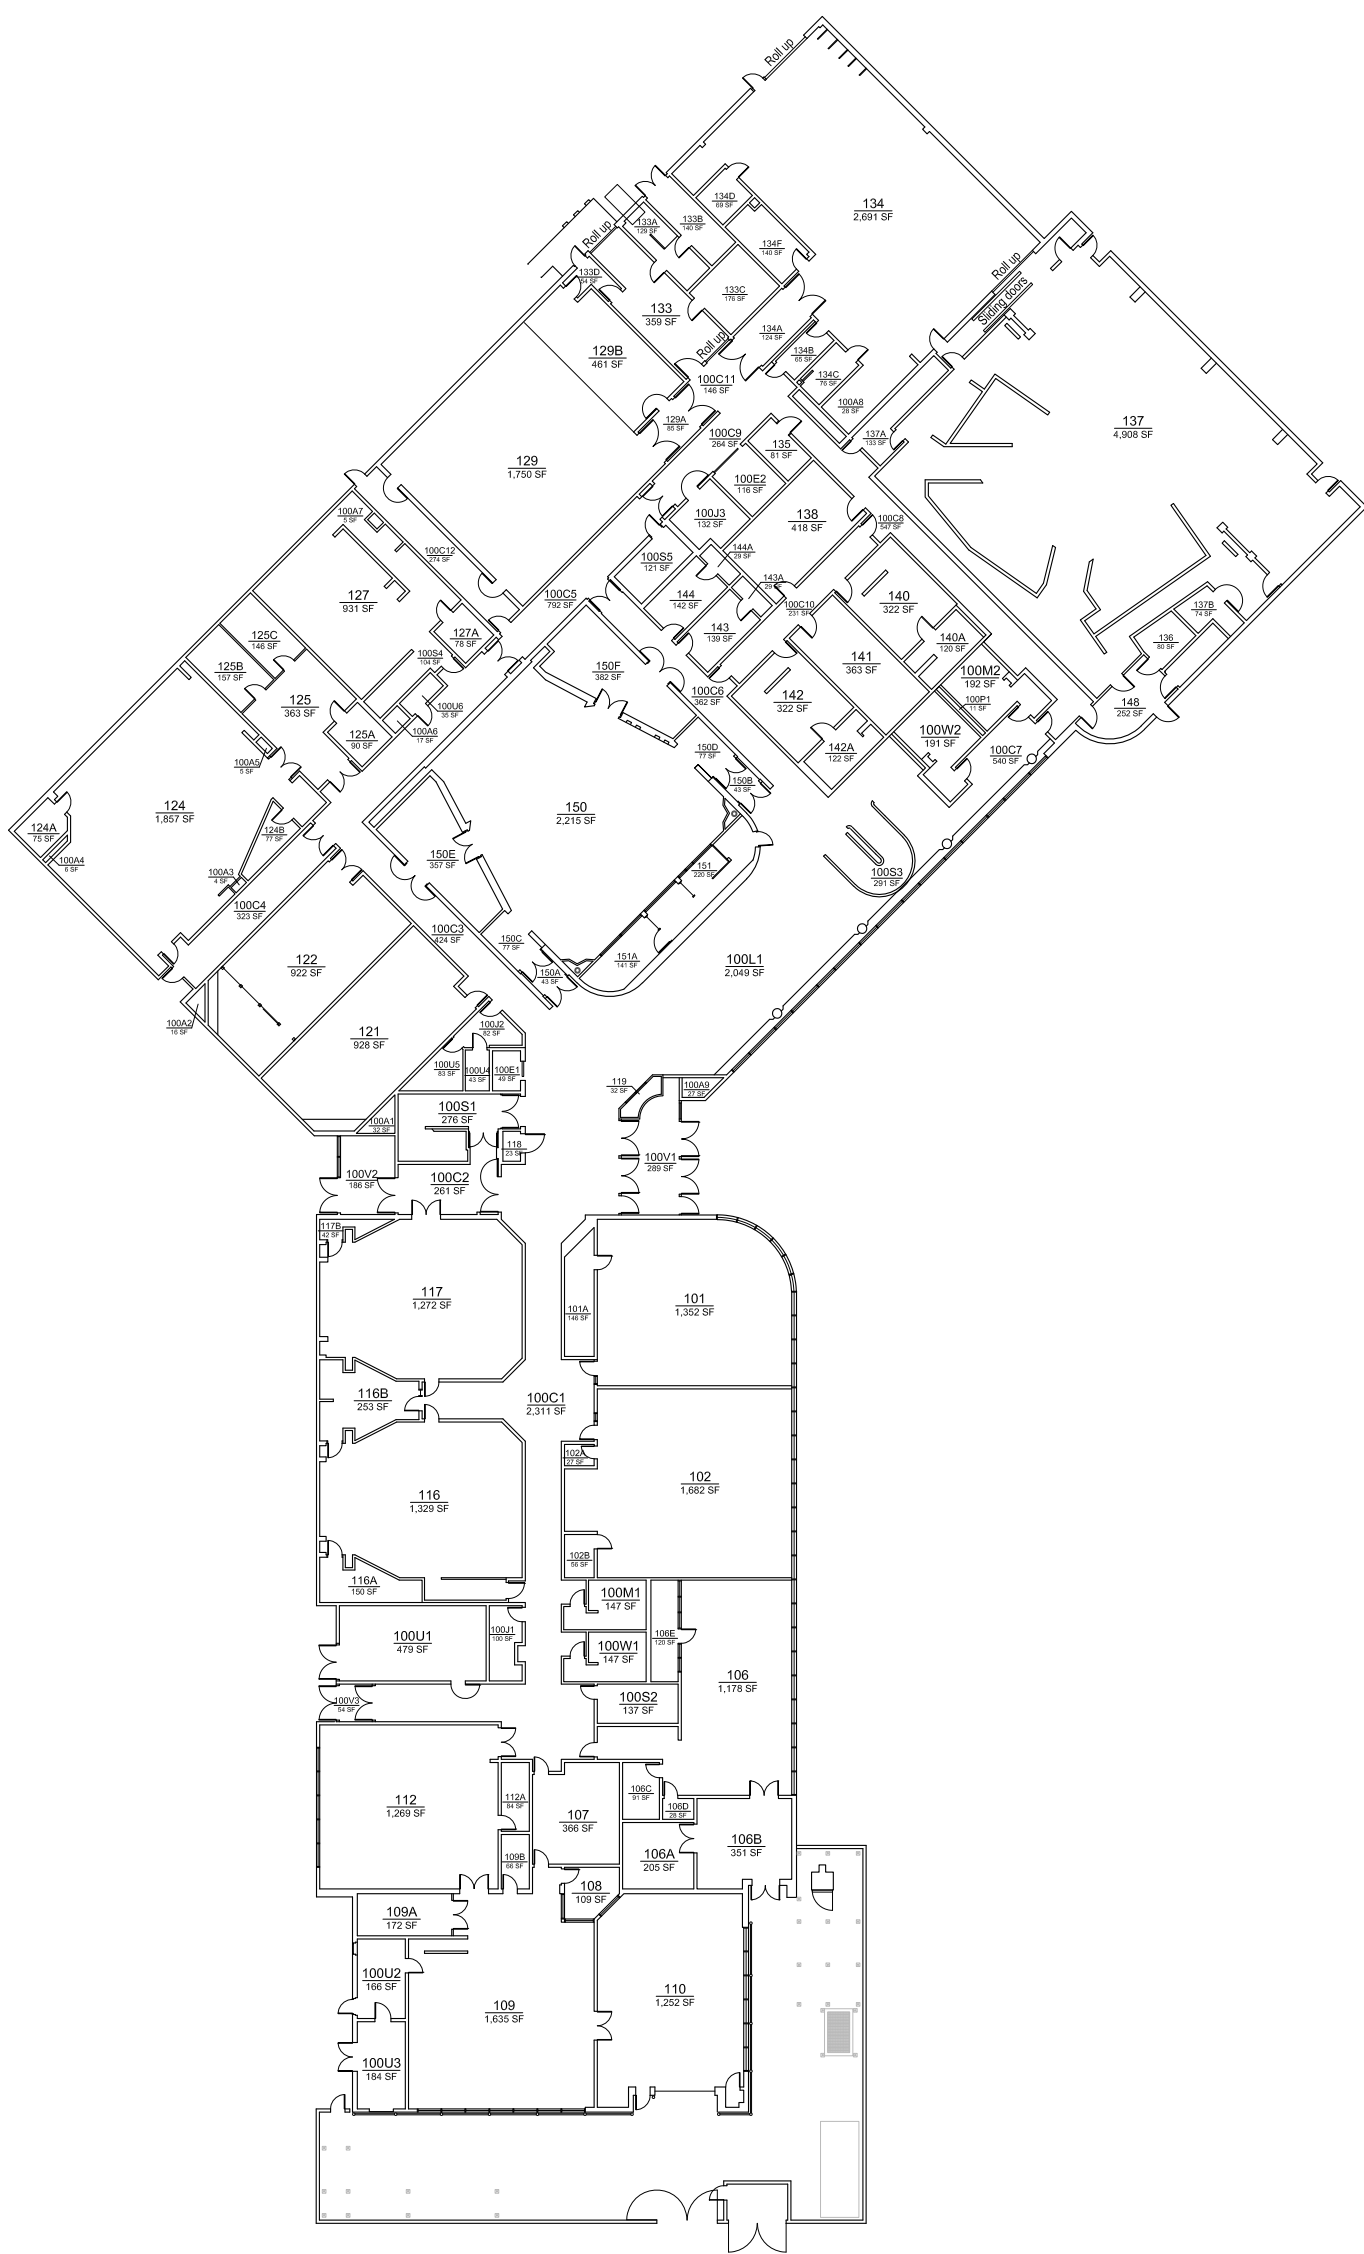 Roll up
134D
69 SF
134
2,691 SF
133A
129 SF
133B
140 SF
Roll up
134F
140 SF
Roll up
133D
54 SF
133C
176 SF
Sliding doors
133
359 SF
134A
124 SF
Roll up
134B
65 SF
129B
461 SF
134C
76 SF
100C11
146 SF
100A8
28 SF
129A
85 SF
137
4,908 SF
100C9
264 SF
137A
133 SF
135
81 SF
129
1,750 SF
100E2
116 SF
100A7
5 SF
100J3
132 SF
138
418 SF
100C8
547 SF
100C12
274 SF
144A
29 SF
100S5
121 SF
143A
29 SF
100C5
792 SF
144
142 SF
140
322 SF
127
931 SF
100C10
231 SF
137B
74 SF
143
139 SF
127A
78 SF
125C
146 SF
140A
120 SF
136
80 SF
100S4
104 SF
141
363 SF
125B
157 SF
150F
382 SF
100M2
192 SF
100C6
362 SF
142
322 SF
125
363 SF
100U6
35 SF
100P1
11 SF
148
252 SF
100A6
17 SF
100W2
191 SF
125A
90 SF
150D
77 SF
142A
122 SF
100C7
540 SF
100A5
5 SF
150B
43 SF
124
1,857 SF
150
2,215 SF
124A
75 SF
124B
77 SF
150E
357 SF
100A4
6 SF
151
220 SF
100A3
4 SF
100S3
291 SF
100C4
323 SF
100C3
424 SF
150C
77 SF
122
922 SF
151A
141 SF
100L1
2,049 SF
150A
43 SF
100A2
16 SF
100J2
82 SF
121
928 SF
100U5
83 SF
100U4
43 SF
100E1
49 SF
119
32 SF
100A9
27 SF
100S1
276 SF
100A1
32 SF
118
23 SF
100V1
289 SF
100V2
186 SF
100C2
261 SF
117B
42 SF
117
1,272 SF
101A
146 SF
101
1,352 SF
116B
253 SF
100C1
2,311 SF
102A
27 SF
102
1,682 SF
116
1,329 SF
102B
56 SF
116A
150 SF
100M1
147 SF
100U1
479 SF
100J1
100 SF
106E
120 SF
100W1
147 SF
106
1,178 SF
100V3
54 SF
100S2
137 SF
112
1,269 SF
112A
84 SF
106C
91 SF
107
366 SF
106D
28 SF
106B
351 SF
109B
66 SF
106A
205 SF
108
109 SF
109A
172 SF
100U2
166 SF
110
1,252 SF
109
1,635 SF
100U3
184 SF